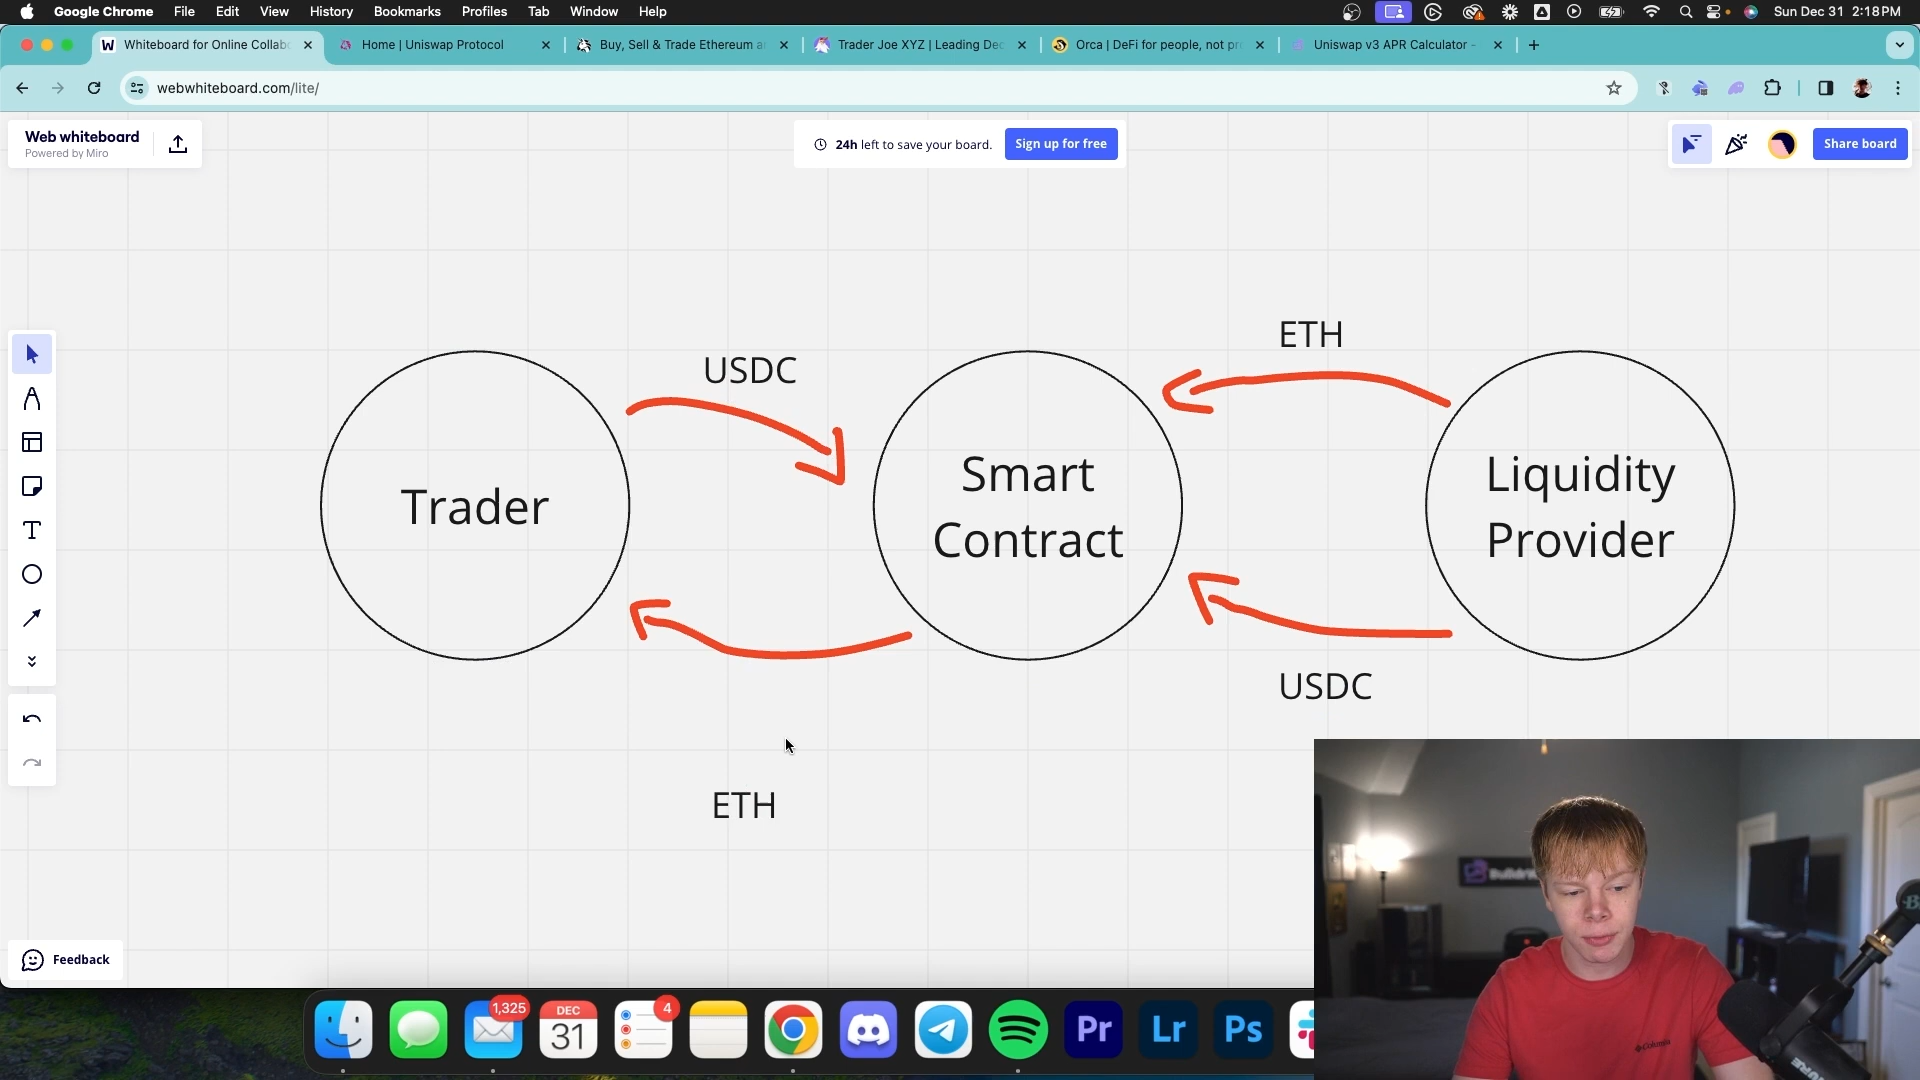 Google Chrome File Edit View History Bookmarks Profiles Tab Window Help Sun Dec 31 2:18 PM
Whiteboard for Online Collabo Home | Uniswap Protocol Buy, Sell & Trade Ethereum a Trader Joe XYZ | Leading Dec Orca | DeFi for people, not pr Uniswap v3 APR Calculator -
webwhiteboard.com/lite/
Web whiteboard
Powered by Miro
24h left to save your board. Sign up for free
Share board
ETH
USDC
Trader
Smart
Contract
Liquidity
Provider
USDC
ETH
Feedback
1,325
DEC
31
4
Pr
Lr
Ps
Columbia